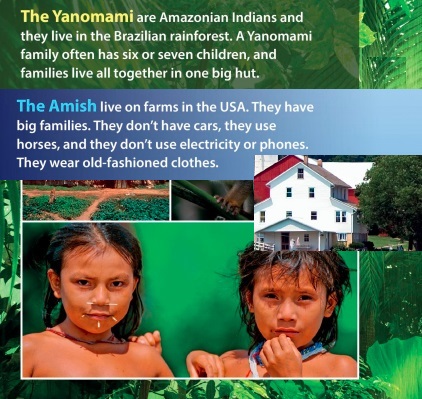 The Yanomami are Amazonian Indians and
they live in the Brazilian rainforest. A Yanomami
family often has six or seven children, and
families live all together in one big hut.
The Amish live on farms in the USA. They have
big families. They don’t have cars, they use
horses, and they don’t use electricity or phones.
They wear old-fashioned clothes.